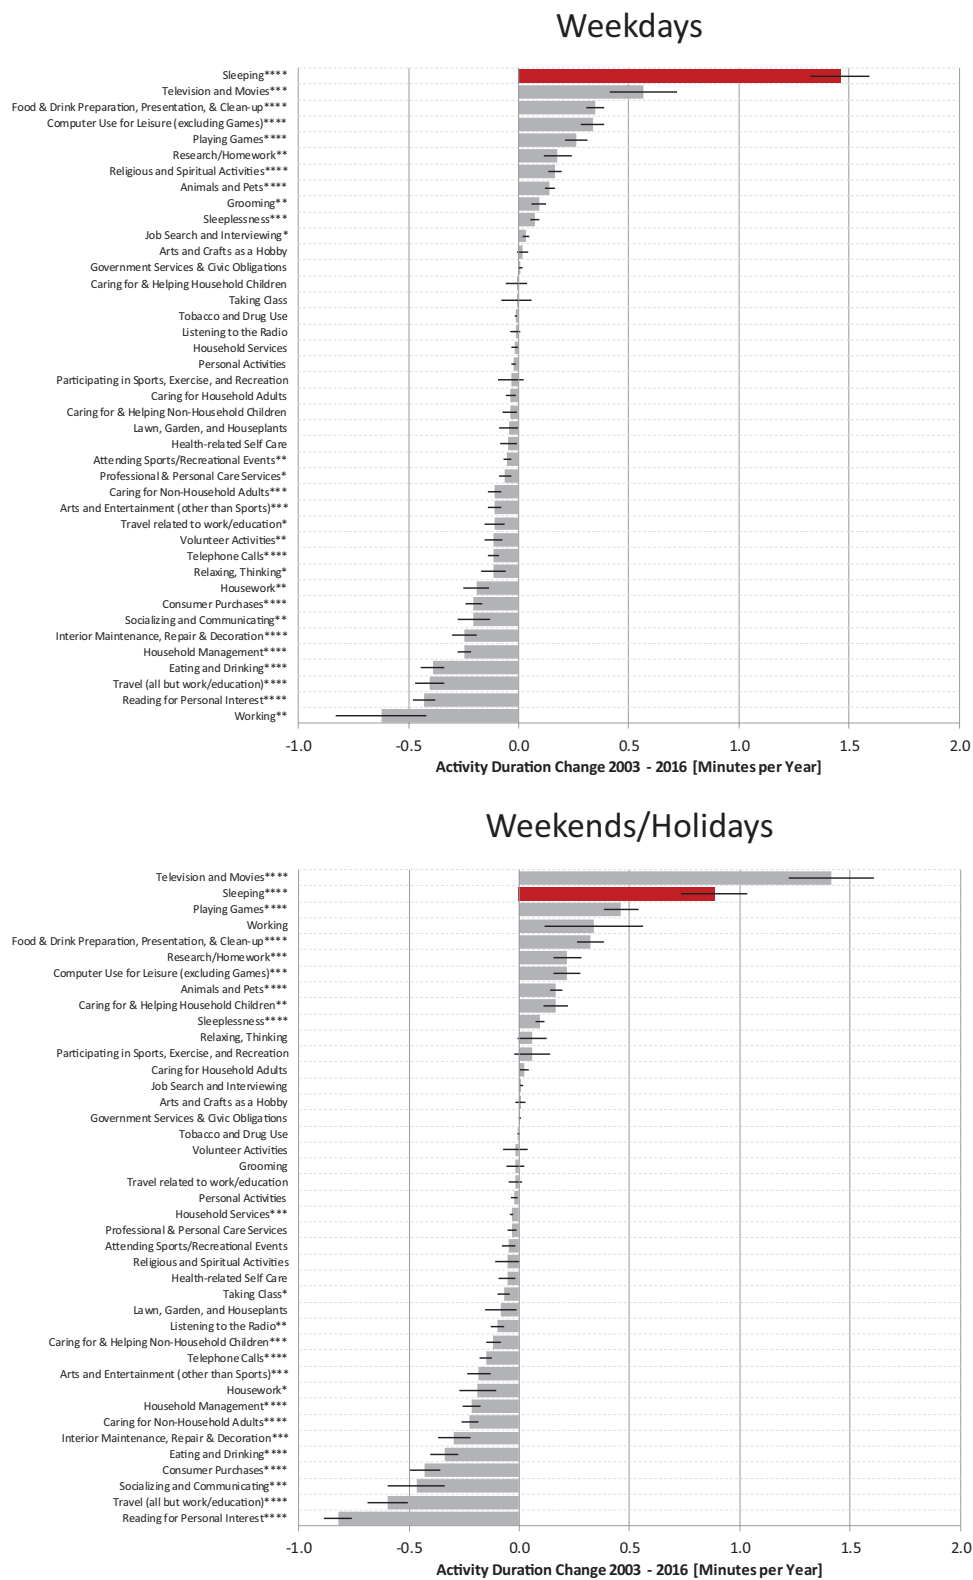 Weekdays
Sleeping****
Television and Movies***
Food & Drink Preparation, Presentation, & Clean-up****
Computer Use for Leisure (excluding Games)****
Playing Games****
Research/Homework**
Religious and Spiritual Activities****
Animals and Pets****
Grooming**
Sleeplessness***
Job Search and Interviewing*
Arts and Crafts as a Hobby
Government Services & Civic Obligations
Caring for & Helping Household Children
Taking Class
Tobacco and Drug Use
Listening to the Radio
Household Services
Personal Activities
Participating in Sports, Exercise, and Recreation
Caring for Household Adults
Caring for & Helping Non-Household Children
Lawn, Garden, and Houseplants
Health-related Self Care
Attending Sports/Recreational Events**
Professional & Personal Care Services*
Caring for Non-Household Adults***
Arts and Entertainment (other than Sports)***
Travel related to work/education*
Volunteer Activities**
Telephone Calls****
Relaxing, Thinking*
Housework**
Consumer Purchases****
Socializing and Communicating**
Interior Maintenance, Repair & Decoration****
Household Management****
Eating and Drinking****
Travel (all but work/education)****
Reading for Personal Interest****
Working**
-1.0 -0.5 0.0 0.5 1.0 1.5 2.0
Activity Duration Change 2003 - 2016 [Minutes per Year]
Weekends/Holidays
Television and Movies****
Sleeping****
Playing Games****
Working
Food & Drink Preparation, Presentation, & Clean-up****
Research/Homework***
Computer Use for Leisure (excluding Games)***
Animals and Pets****
Caring for & Helping Household Children**
Sleeplessness****
Relaxing, Thinking
Participating in Sports, Exercise, and Recreation
Caring for Household Adults
Job Search and Interviewing
Arts and Crafts as a Hobby
Government Services & Civic Obligations
Tobacco and Drug Use
Volunteer Activities
Grooming
Travel related to work/education
Personal Activities
Household Services***
Professional & Personal Care Services
Attending Sports/Recreational Events
Religious and Spiritual Activities
Health-related Self Care
Taking Class*
Lawn, Garden, and Houseplants
Listening to the Radio**
Caring for & Helping Non-Household Children***
Telephone Calls****
Arts and Entertainment (other than Sports)***
Housework*
Household Management****
Caring for Non-Household Adults****
Interior Maintenance, Repair & Decoration***
Eating and Drinking****
Consumer Purchases****
Socializing and Communicating***
Travel (all but work/education)****
Reading for Personal Interest****
-1.0 -0.5 0.0 0.5 1.0 1.5 2.0
Activity Duration Change 2003 - 2016 [Minutes per Year]